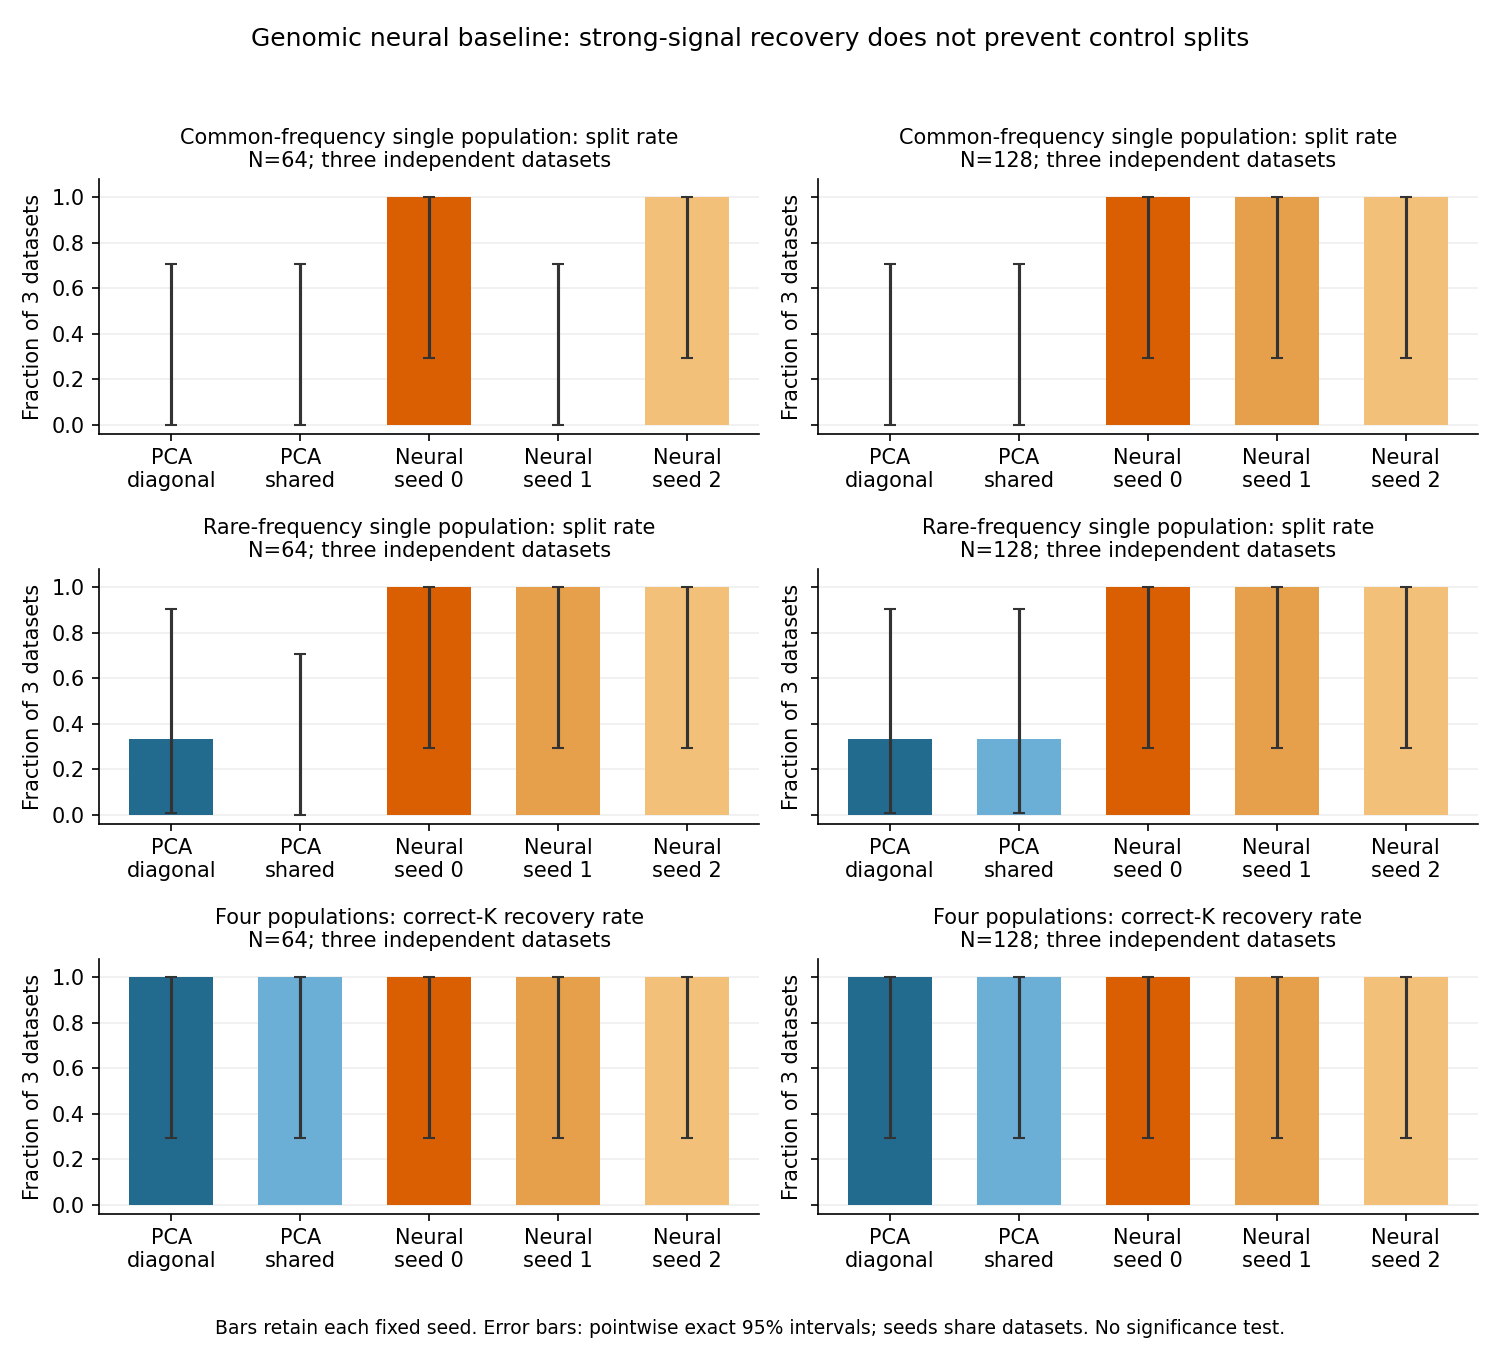 Genomic neural baseline: strong-signal recovery does not prevent control splits
Common-frequency single population: split rate
N=64; three independent datasets
Fraction of 3 datasets
1.0
0.8
0.6
0.4
0.2
0.0
PCA diagonal
PCA shared
Neural seed 0
Neural seed 1
Neural seed 2
Common-frequency single population: split rate
N=128; three independent datasets
Fraction of 3 datasets
PCA diagonal
PCA shared
Neural seed 0
Neural seed 1
Neural seed 2
Rare-frequency single population: split rate
N=64; three independent datasets
Fraction of 3 datasets
1.0
0.8
0.6
0.4
0.2
0.0
PCA diagonal
PCA shared
Neural seed 0
Neural seed 1
Neural seed 2
Rare-frequency single population: split rate
N=128; three independent datasets
Fraction of 3 datasets
PCA diagonal
PCA shared
Neural seed 0
Neural seed 1
Neural seed 2
Four populations: correct-K recovery rate
N=64; three independent datasets
Fraction of 3 datasets
1.0
0.8
0.6
0.4
0.2
0.0
PCA diagonal
PCA shared
Neural seed 0
Neural seed 1
Neural seed 2
Four populations: correct-K recovery rate
N=128; three independent datasets
Fraction of 3 datasets
PCA diagonal
PCA shared
Neural seed 0
Neural seed 1
Neural seed 2
Bars retain each fixed seed. Error bars: pointwise exact 95% intervals; seeds share datasets. No significance test.